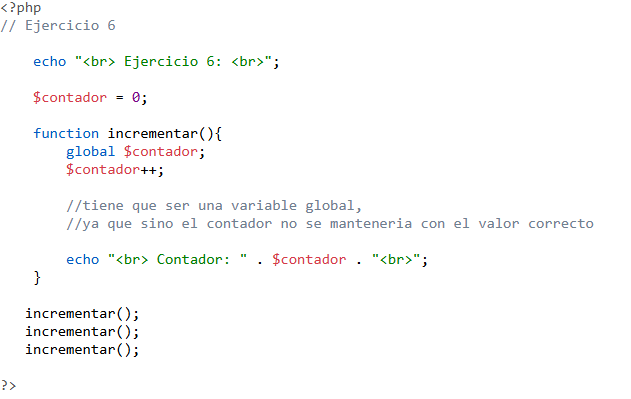 <?php
// Ejercicio 6
echo "<br> Ejercicio 6: <br>";
$contador = 0;
function incrementar(){
global $contador;
$contador++;
//tiene que ser una variable global,
//ya que sino el contador no se manteneria con el valor correcto
echo "<br> Contador: " . $contador . "<br>";
}
incrementar();
incrementar();
incrementar();
?>